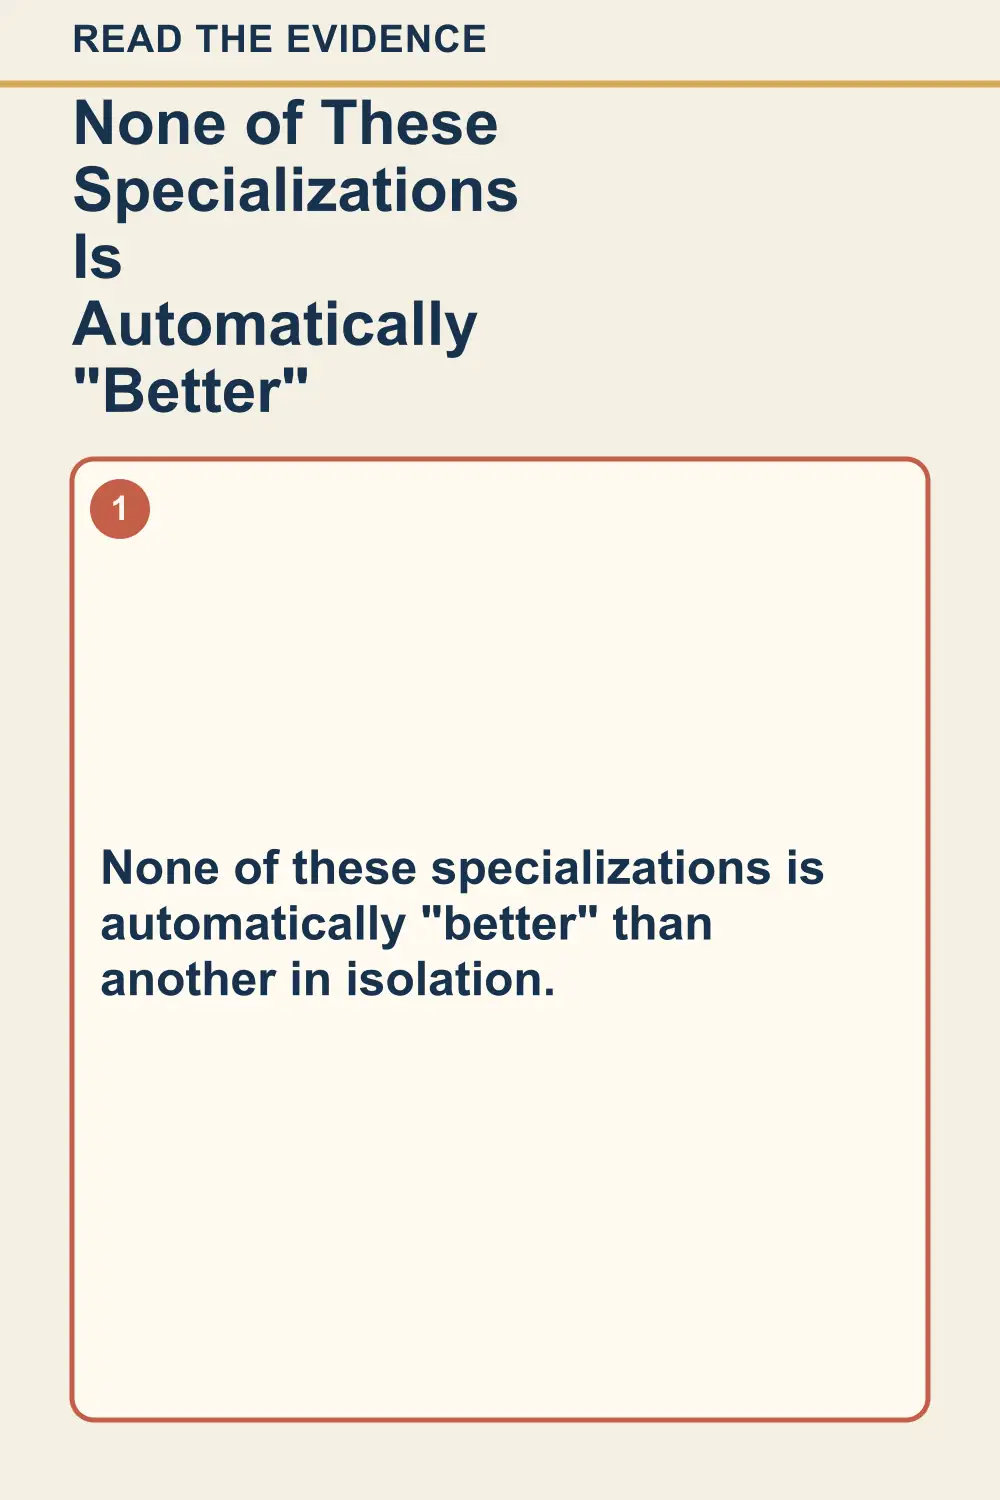 READ THE EVIDENCE
None of These
Specializations
Is
Automatically
"Better"
1
None of these specializations is
automatically "better" than
another in isolation.